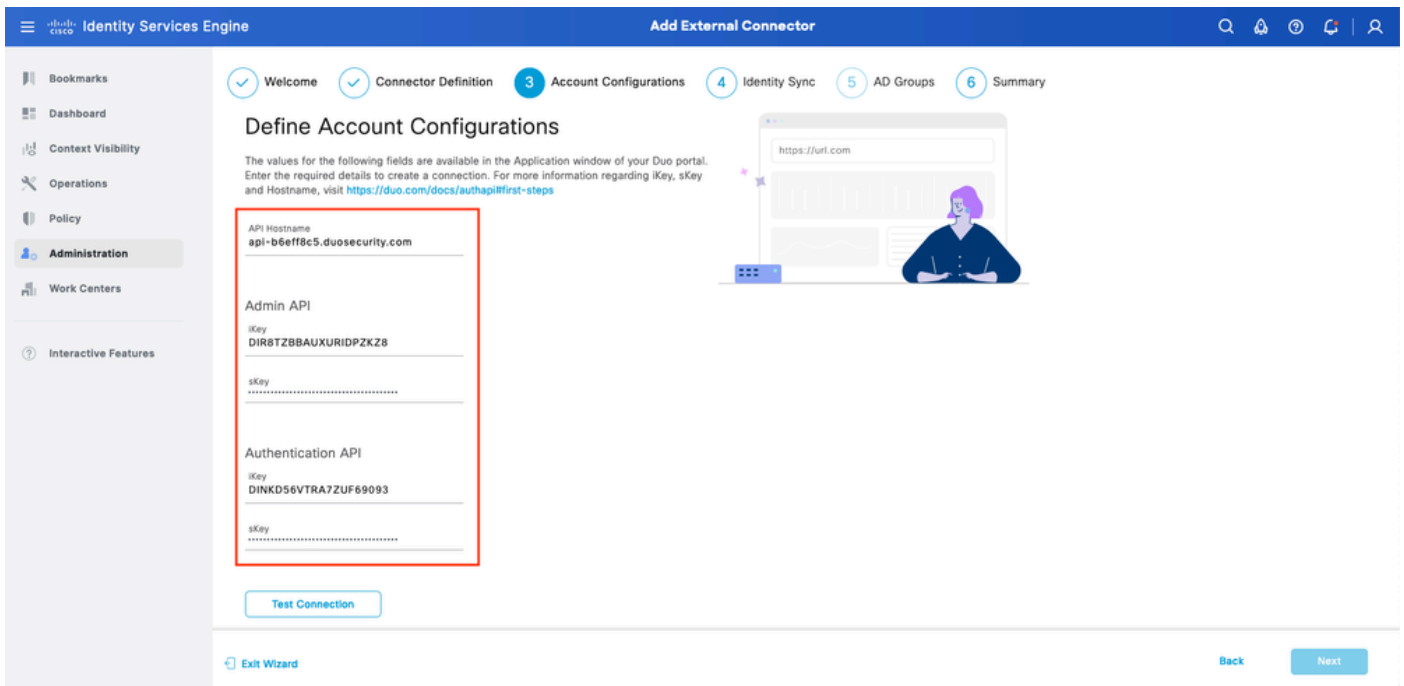 cisco Identity Services Engine
Add External Connector
Bookmarks
Dashboard
Context Visibility
Operations
Policy
Administration
Work Centers
Interactive Features
Welcome
Connector Definition
3 Account Configurations
4 Identity Sync
5 AD Groups
6 Summary
Define Account Configurations
The values for the following fields are available in the Application window of your Duo portal.
Enter the required details to create a connection. For more information regarding iKey, sKey
and Hostname, visit https://duo.com/docs/authapi#first-steps
https://url.com
API Hostname
api-b6eff8c5.duosecurity.com
Admin API
iKey
DIR8TZBBAUXURIDPZKZ8
sKey
Authentication API
iKey
DINKD56VTRA7ZUF69093
sKey
Test Connection
Exit Wizard
Back
Next